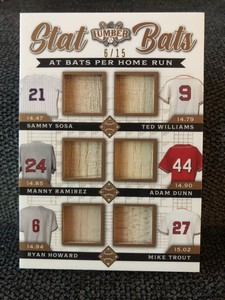 Stat Bats
LUMBER
6/15
AT BATS PER HOME RUN
21
9
14.47
14.79
SAMMY SOSA
TED WILLIAMS
24
44
14.85
14.90
MANNY RAMIREZ
ADAM DUNN
6
27
14.94
15.02
RYAN HOWARD
MIKE TROUT